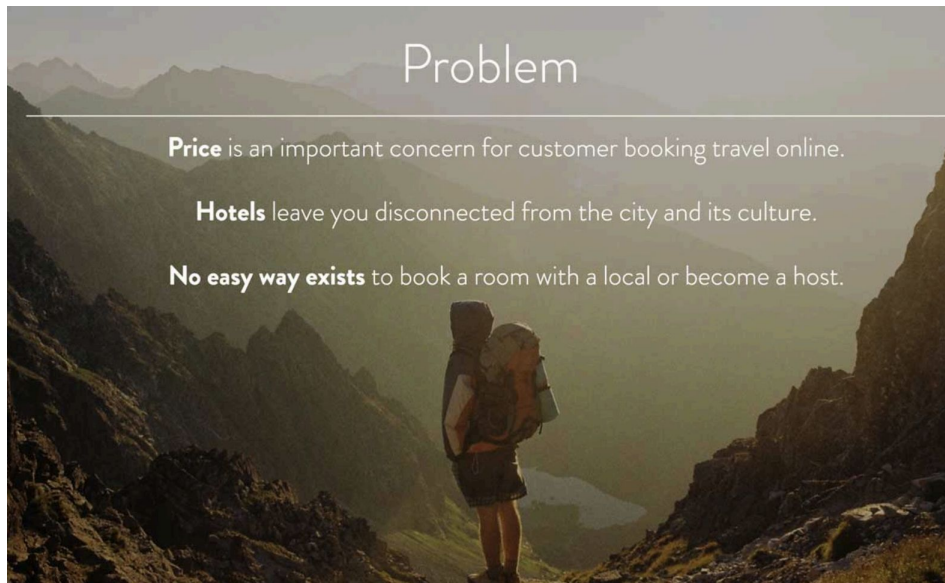 Problem
Price is an important concern for customer booking travel online.
Hotels leave you disconnected from the city and its culture.
No easy way exists to book a room with a local or become a host.